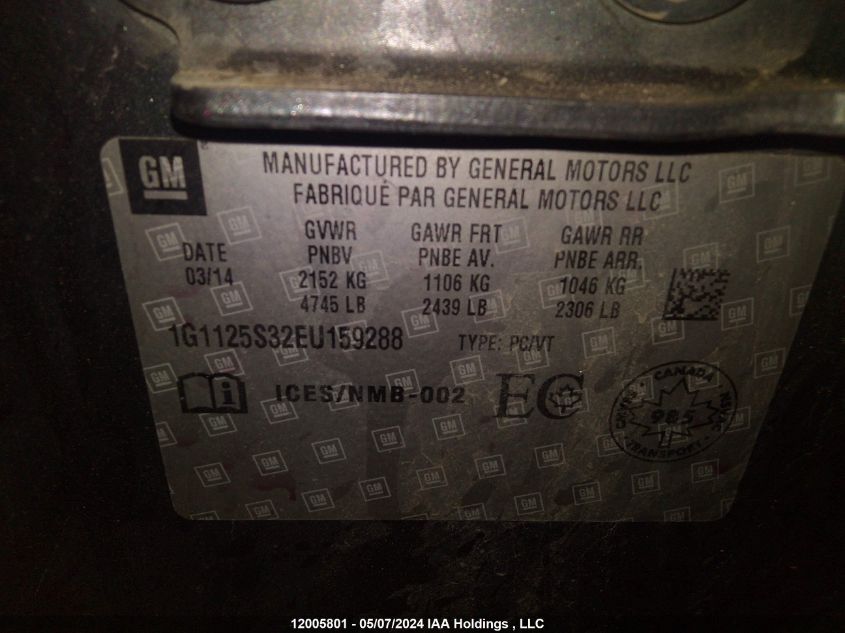 GM
MANUFACTURED BY GENERAL MOTORS LLC
FABRIQUÉ PAR GENERAL MOTORS LLC
DATE
03/14
GVWR
PNBV
2152 KG
4745 LB
GAWR FRT
PNBE AV.
1106 KG
2439 LB
GAWR RR
PNBE ARR.
1046 KG
2306 LB
1G1125S32EU159288 TYPE: PC/VT
i ICES/NMB-002 EC
CANADA
985
TRANSPORT
12005801 - 05/07/2024 IAA Holdings , LLC